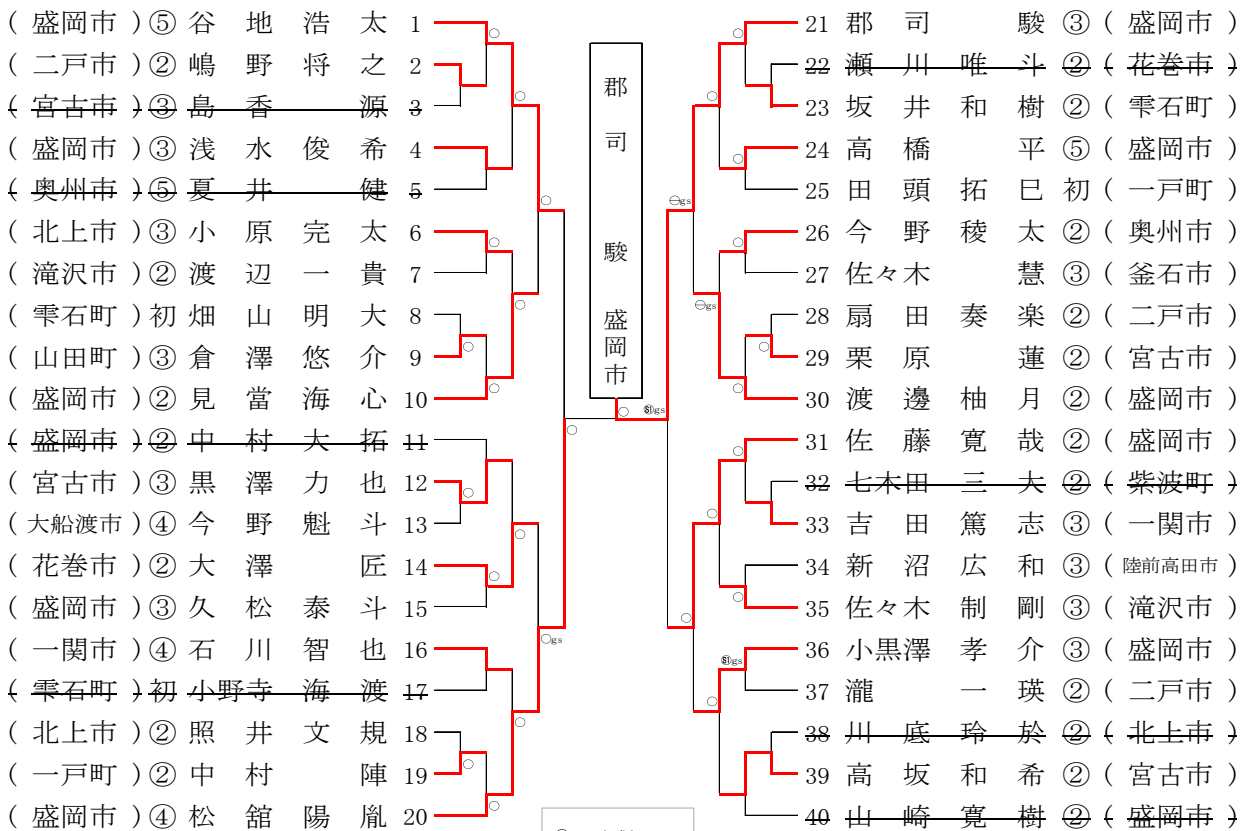 ( 盛岡市 ) ⑤ 谷地浩太 1
( 二戸市 ) ② 嶋野将之 2
( 宮古市 ) ③ 島香源 3
( 盛岡市 ) ③ 浅水俊希 4
( 奥州市 ) ⑤ 夏井健 5
( 北上市 ) ③ 小原完太 6
( 滝沢市 ) ② 渡辺一貴 7
( 雫石町 ) 初 畑山明大 8
( 山田町 ) ③ 倉澤悠介 9
( 盛岡市 ) ② 見當海心 10
( 盛岡市 ) ② 中村大拓 11
( 宮古市 ) ③ 黒澤力也 12
( 大船渡市 ) ④ 今野魁斗 13
( 花巻市 ) ② 大澤匠 14
( 盛岡市 ) ③ 久松泰斗 15
( 一関市 ) ④ 石川智也 16
( 雫石町 ) 初 小野寺海渡 17
( 北上市 ) ② 照井文規 18
( 一戸町 ) ② 中村陣 19
( 盛岡市 ) ④ 松舘陽胤 20
○gs
郡司駿 盛岡市
○
gs
⊖gs
⊖gs
gs
21 郡司駿 ③ ( 盛岡市 )
22 瀬川唯斗 ② ( 花巻市 )
23 坂井和樹 ② ( 雫石町 )
24 高橋平 ⑤ ( 盛岡市 )
25 田頭拓巳 初 ( 一戸町 )
26 今野稜太 ② ( 奥州市 )
27 佐々木慧 ③ ( 釜石市 )
28 扇田奏楽 ② ( 二戸市 )
29 栗原蓮 ② ( 宮古市 )
30 渡邊柚月 ② ( 盛岡市 )
31 佐藤寛哉 ② ( 盛岡市 )
32 七木田三大 ② ( 紫波町 )
33 吉田篤志 ③ ( 一関市 )
34 新沼広和 ③ ( 陸前高田市 )
35 佐々木制剛 ③ ( 滝沢市 )
36 小黒澤孝介 ③ ( 盛岡市 )
37 瀧一瑛 ② ( 二戸市 )
38 川底玲於 ② ( 北上市 )
39 高坂和希 ② ( 宮古市 )
40 山崎寛樹 ② ( 盛岡市 )